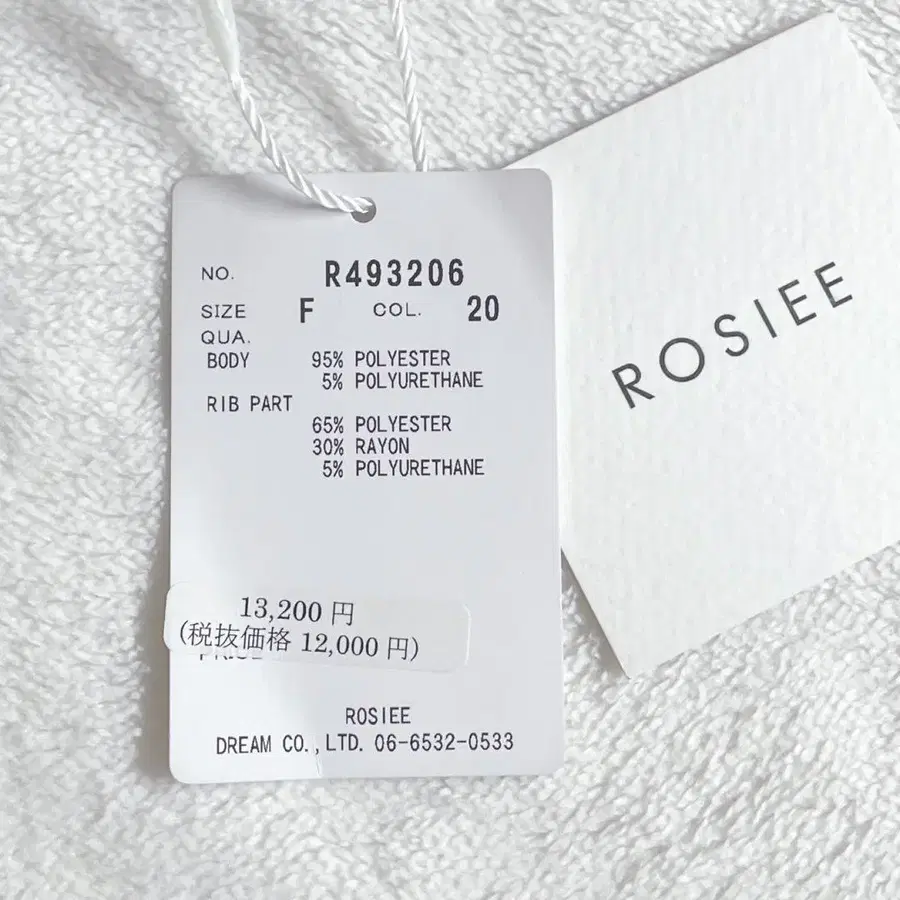 NO. R493206
SIZE F COL. 20
QUA.
BODY 95% POLYESTER
5% POLYURETHANE
RIB PART
65% POLYESTER
30% RAYON
5% POLYURETHANE
13,200 円
(税抜価格 12,000 円)
ROSIEE
DREAM CO.,LTD. 06-6532-0533
ROSIEE